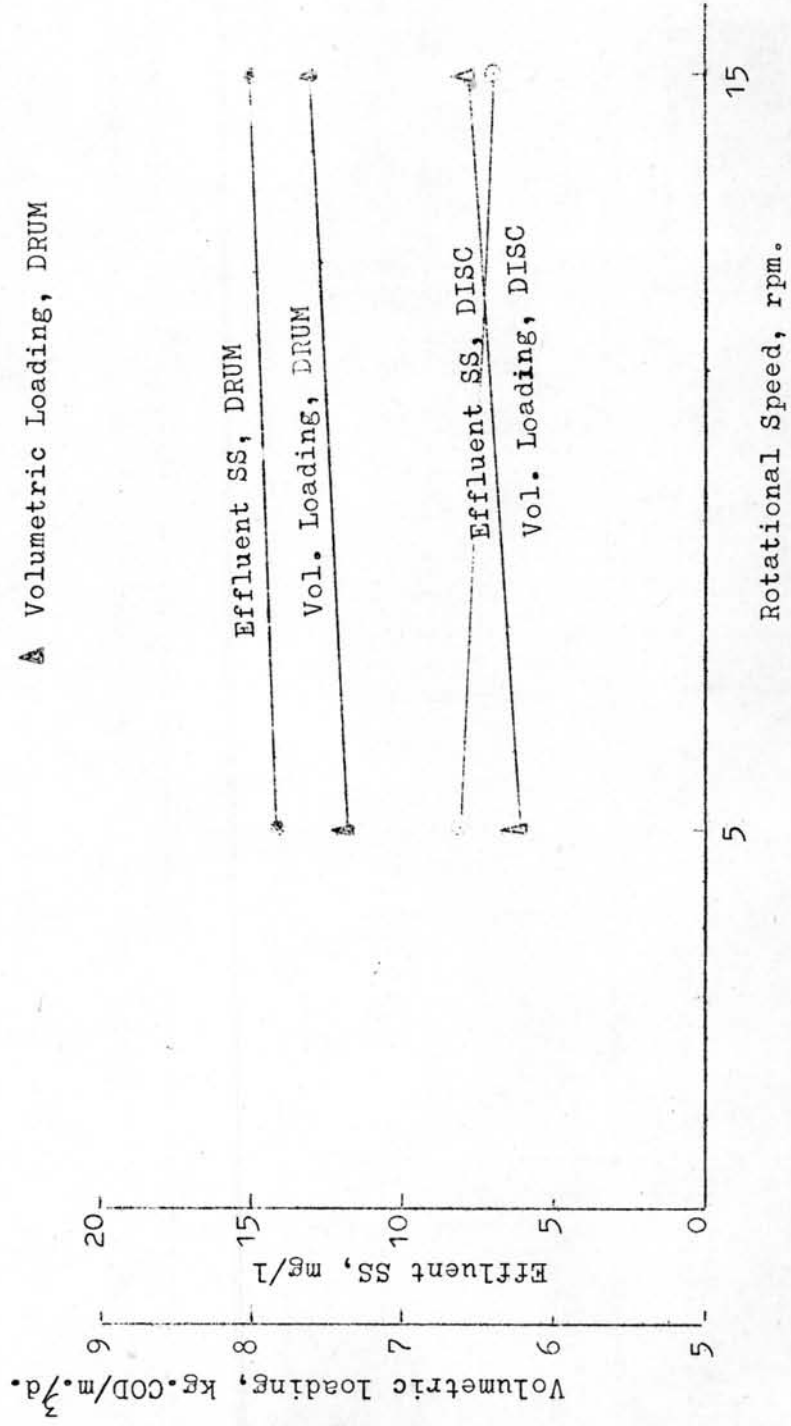 ▲ Volumetric Loading, DRUM
Effluent SS, DRUM
Vol. Loading, DRUM
Effluent SS, DISC
Vol. Loading, DISC
Volumetric loading, kg.COD/m.³/d.
9
8
7
6
5
Effluent SS, mg/l
20
15
10
5
0
5
15
Rotational Speed, rpm.